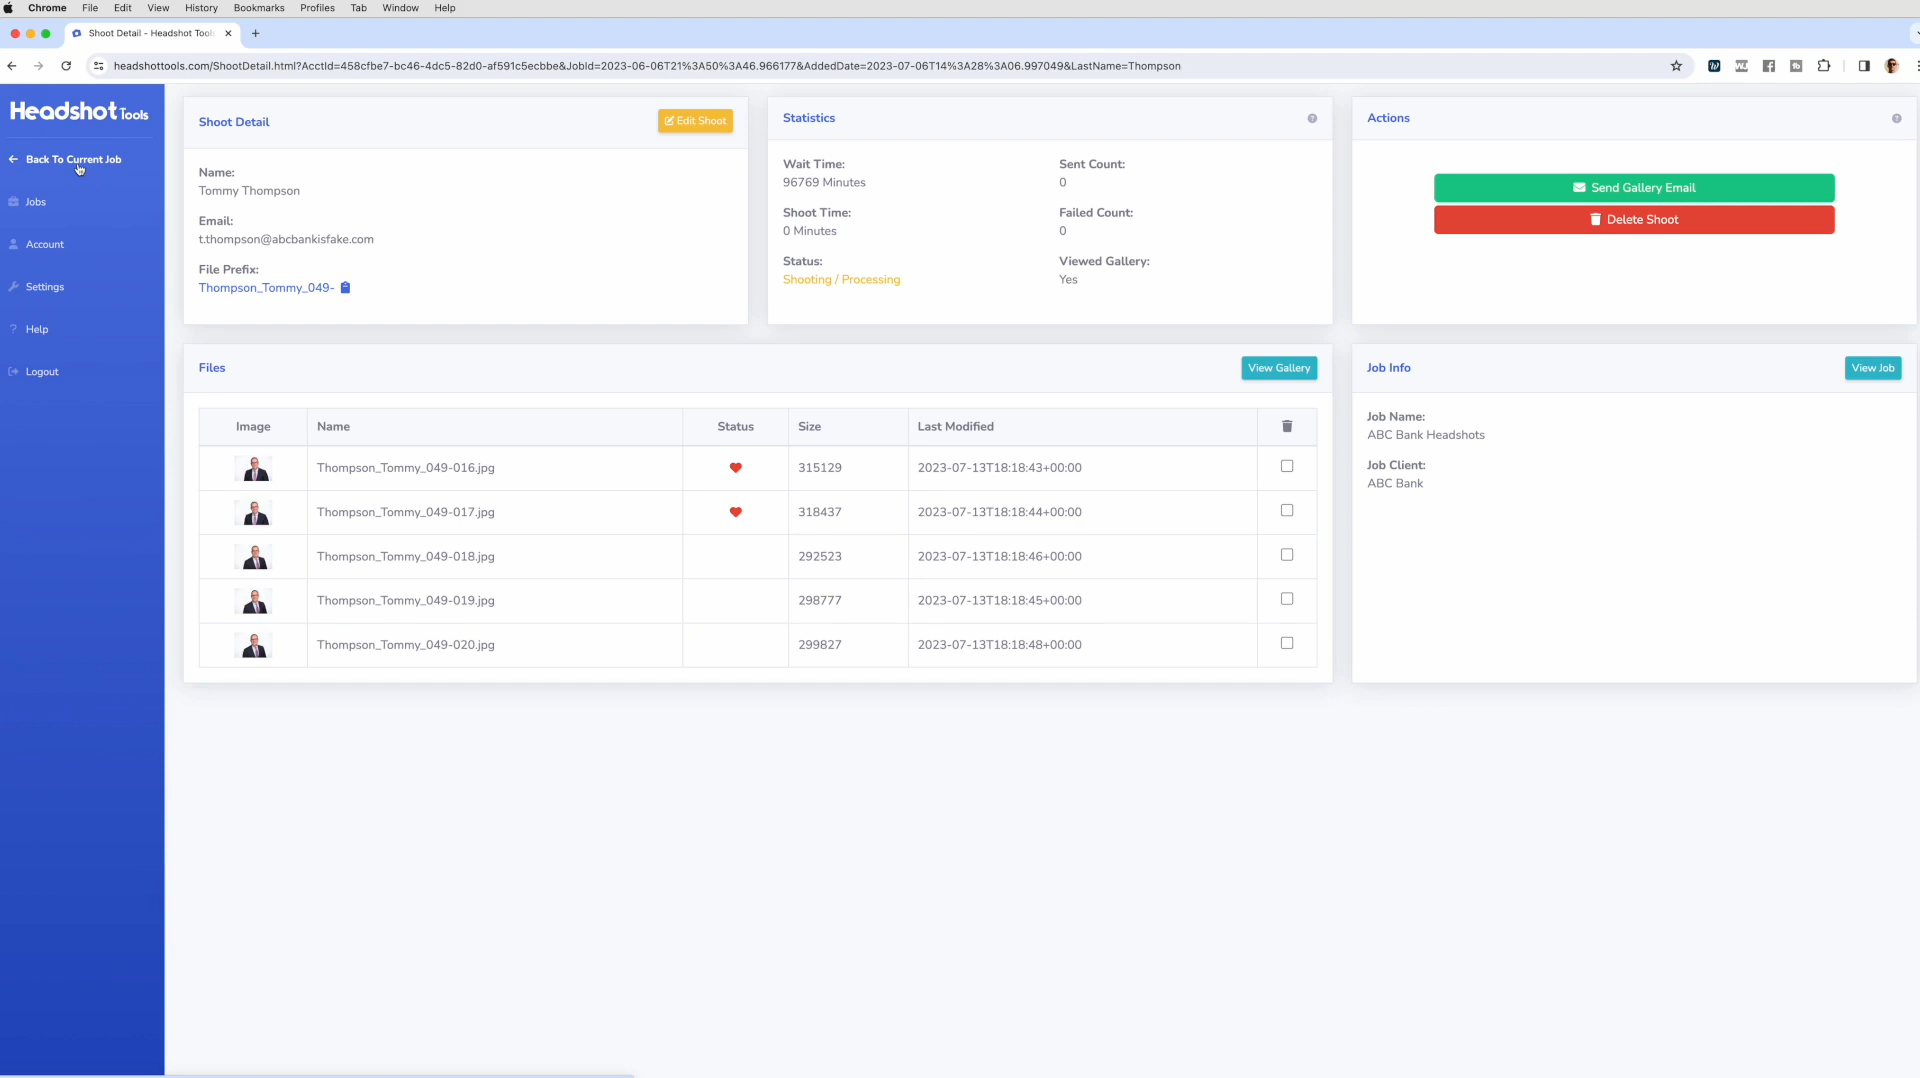 Chrome File Edit View History Bookmarks Profiles Tab Window Help
Shoot Detail - Headshot Tool
headshottools.com/ShootDetail.html?AcctId=458cfbe7-bc46-4dc5-82d0-af591c5ecbbe&JobId=2023-06-06T21%3A50%3A46.966177&AddedDate=2023-07-06T14%3A28%3A06.997049&LastName=Thompson
Headshot Tools
Back To Current Job
Jobs
Account
Settings
Help
Logout
Shoot Detail
Edit Shoot
Name:
Tommy Thompson
Email:
t.thompson@abcbankisfake.com
File Prefix:
Thompson_Tommy_049-
Statistics
Wait Time:
96769 Minutes
Shoot Time:
0 Minutes
Status:
Shooting / Processing
Sent Count:
0
Failed Count:
0
Viewed Gallery:
Yes
Actions
Send Gallery Email
Delete Shoot
Files
View Gallery
Image Name Status Size Last Modified
Thompson_Tommy_049-016.jpg 315129 2023-07-13T18:18:43+00:00
Thompson_Tommy_049-017.jpg 318437 2023-07-13T18:18:44+00:00
Thompson_Tommy_049-018.jpg 292523 2023-07-13T18:18:46+00:00
Thompson_Tommy_049-019.jpg 298777 2023-07-13T18:18:45+00:00
Thompson_Tommy_049-020.jpg 299827 2023-07-13T18:18:48+00:00
Job Info
View Job
Job Name:
ABC Bank Headshots
Job Client:
ABC Bank